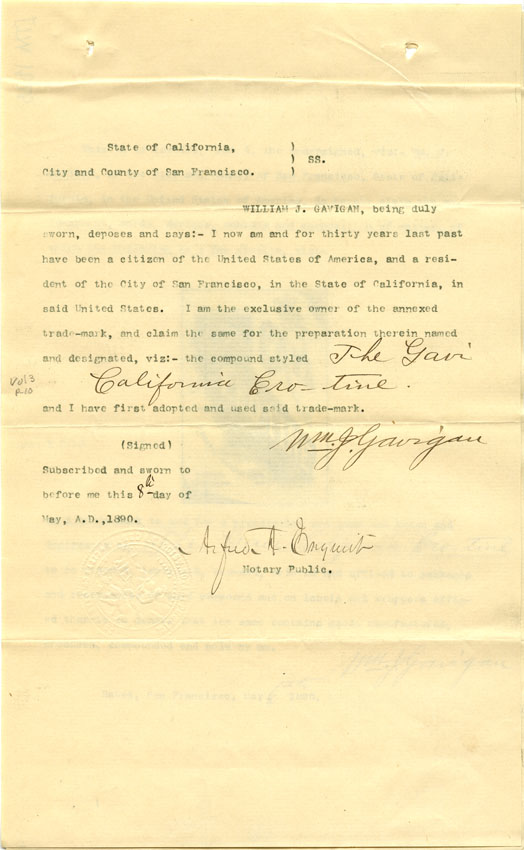 State of California, )
) SS.
City and County of San Francisco. )
WILLIAM J. GAVIGAN, being duly
sworn, deposes and says:- I now am and for thirty years last past
have been a citizen of the United States of America, and a resi-
dent of the City of San Francisco, in the State of California, in
said United States. I am the exclusive owner of the annexed
trade-mark, and claim the same for the preparation therein named
and designated, viz:- the compound styled The Gavi
California Cro-tine.
Vol 3
P. 10
and I have first adopted and used said trade-mark.
(Signed) Wm. J. Gavigan
Subscribed and sworn to
before me this 8th day of
May, A.D., 1890.
Alfred A. Enquist
Notary Public.